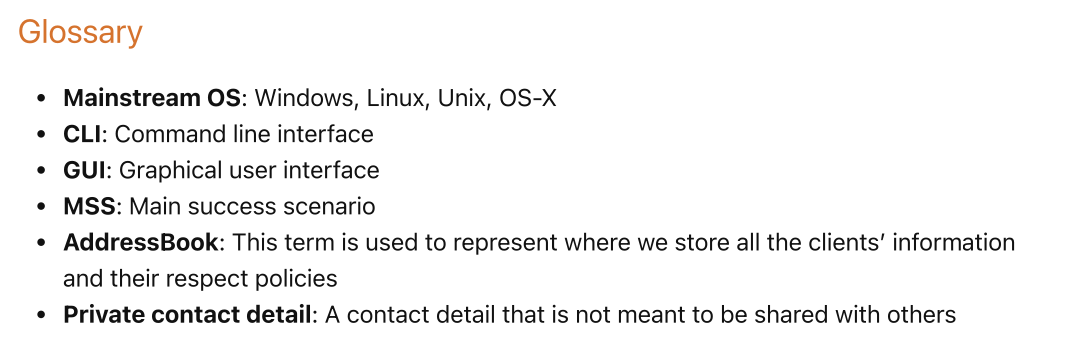 Glossary
• Mainstream OS: Windows, Linux, Unix, OS-X
• CLI: Command line interface
• GUI: Graphical user interface
• MSS: Main success scenario
• AddressBook: This term is used to represent where we store all the clients’ information
and their respect policies
• Private contact detail: A contact detail that is not meant to be shared with others